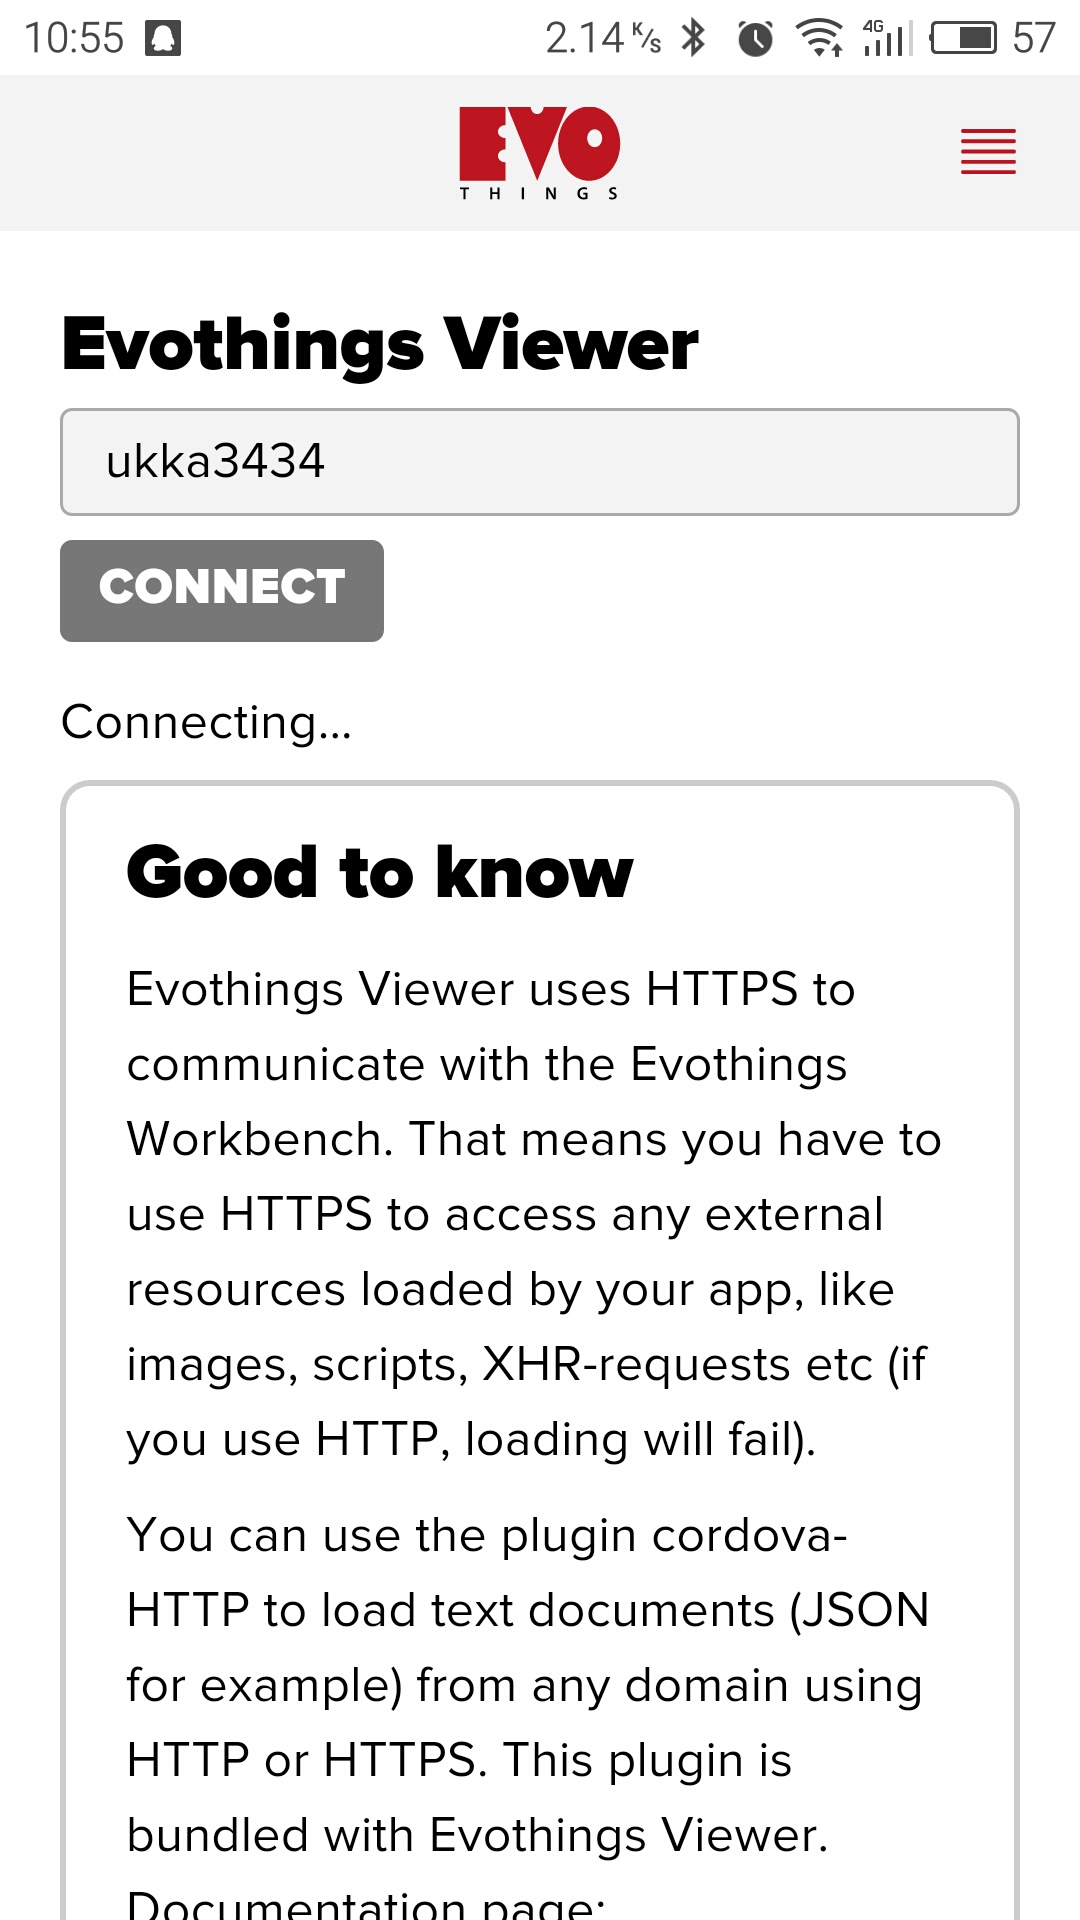 10:55 2.14 K/s 4G 57
EVO
THINGS
Evothings Viewer
ukka3434
CONNECT
Connecting...
Good to know
Evothings Viewer uses HTTPS to
communicate with the Evothings
Workbench. That means you have to
use HTTPS to access any external
resources loaded by your app, like
images, scripts, XHR-requests etc (if
you use HTTP, loading will fail).
You can use the plugin cordova-
HTTP to load text documents (JSON
for example) from any domain using
HTTP or HTTPS. This plugin is
bundled with Evothings Viewer.
Documentation page: